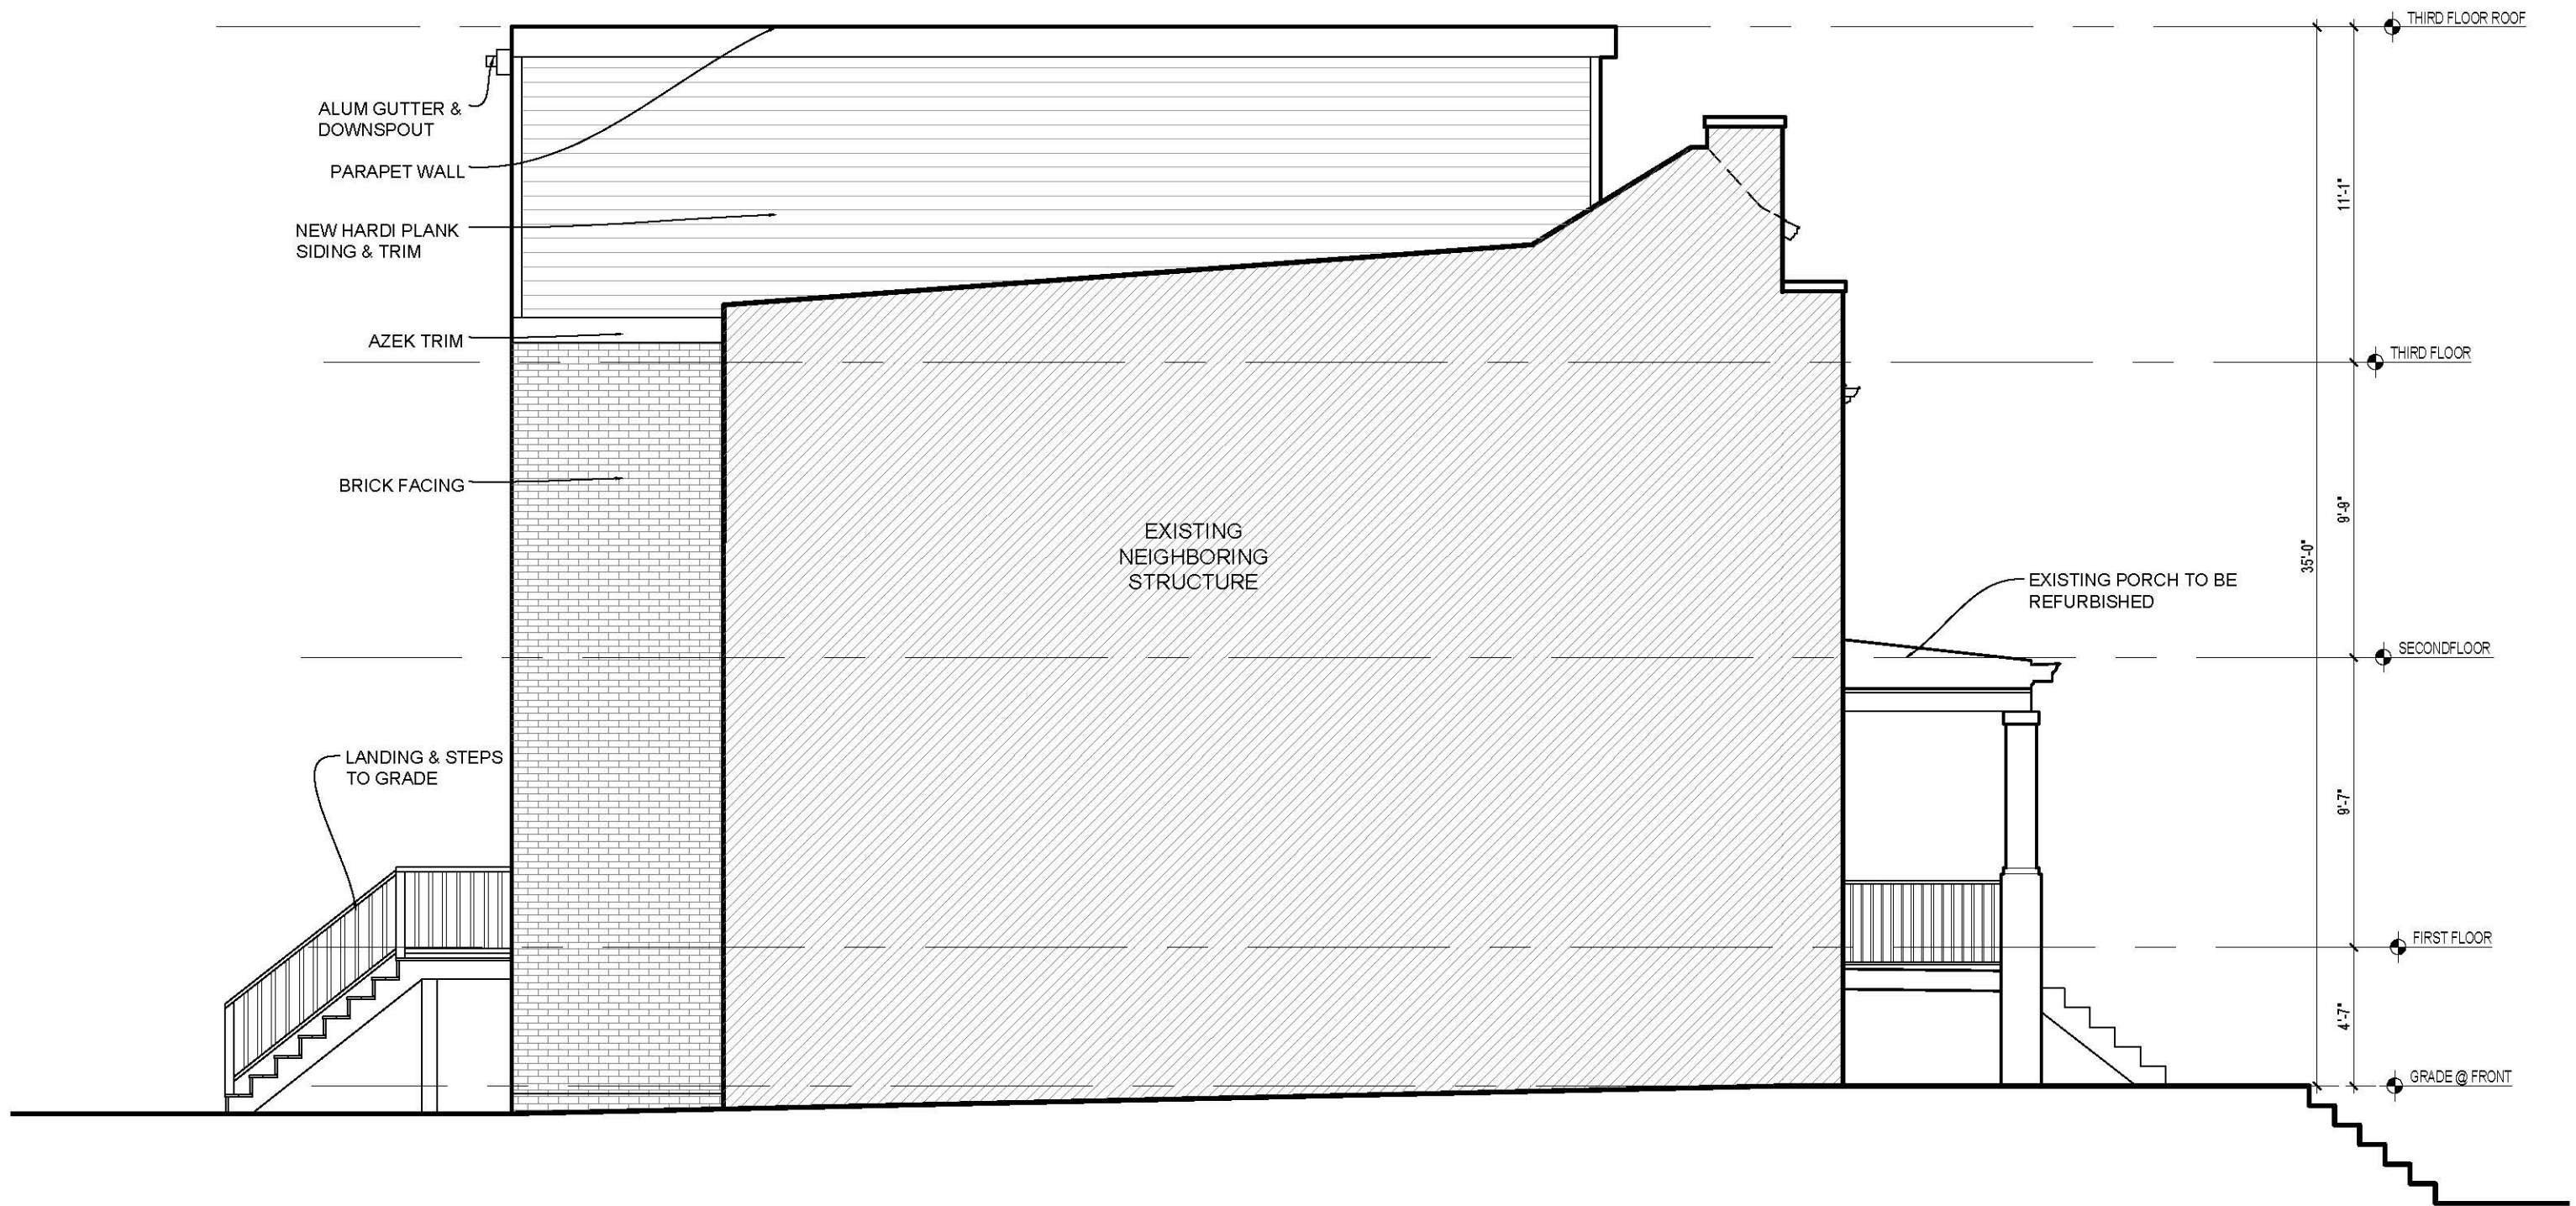 THIRD FLOOR ROOF
ALUM GUTTER &
DOWNSPOUT
PARAPET WALL
11'-1"
NEW HARDI PLANK
SIDING & TRIM
AZEK TRIM
THIRD FLOOR
BRICK FACING
9'-9"
EXISTING
NEIGHBORING
STRUCTURE
35'-0"
EXISTING PORCH TO BE
REFURBISHED
SECONDFLOOR
LANDING & STEPS
TO GRADE
9'-7"
FIRST FLOOR
4'-7"
GRADE @ FRONT